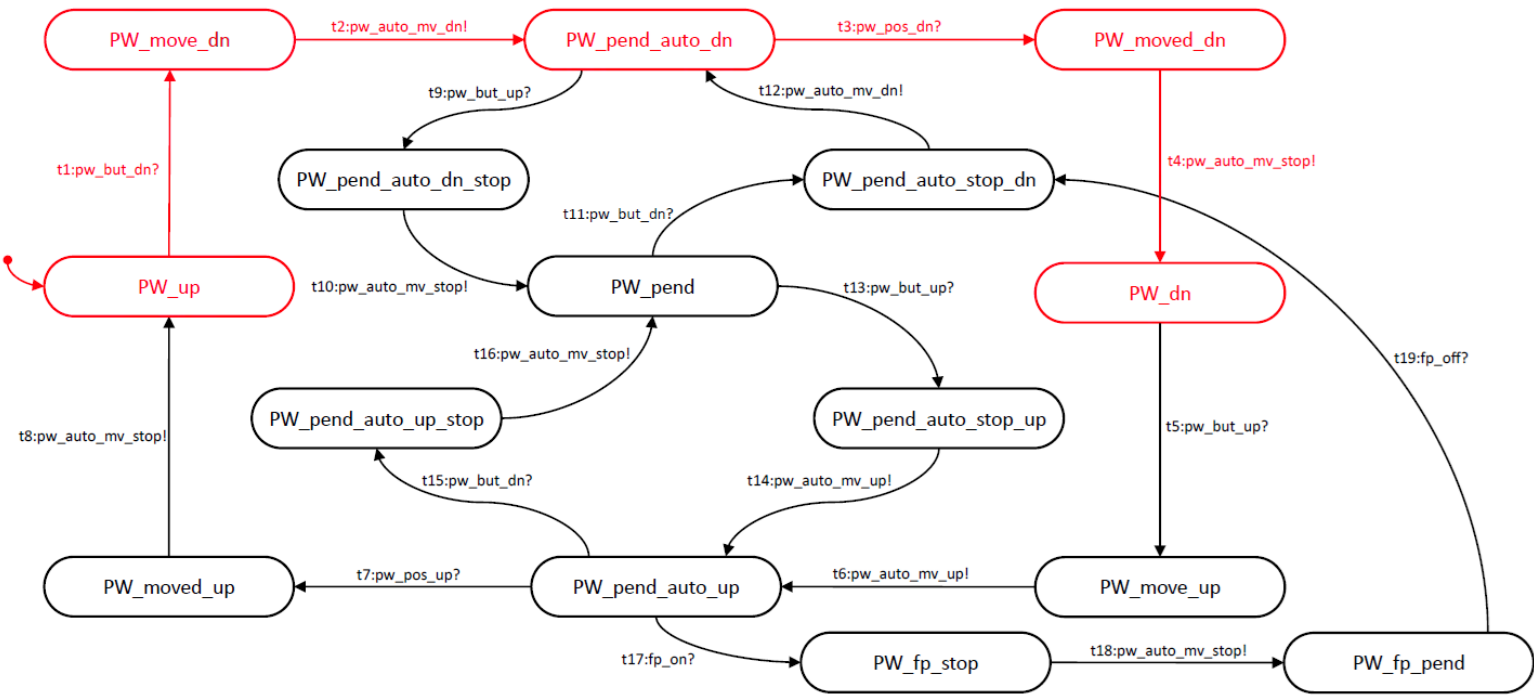 PW_move_dn
t2:pw_auto_mv_dn!
PW_pend_auto_dn
t3:pw_pos_dn?
PW_moved_dn
t9:pw_but_up?
t12:pw_auto_mv_dn!
t1:pw_but_dn?
PW_pend_auto_dn_stop
PW_pend_auto_stop_dn
t4:pw_auto_mv_stop!
t11:pw_but_dn?
PW_up
t10:pw_auto_mv_stop!
PW_pend
t13:pw_but_up?
PW_dn
t16:pw_auto_mv_stop!
t19:fp_off?
PW_pend_auto_up_stop
PW_pend_auto_stop_up
t8:pw_auto_mv_stop!
t5:pw_but_up?
t15:pw_but_dn?
t14:pw_auto_mv_up!
PW_moved_up
t7:pw_pos_up?
PW_pend_auto_up
t6:pw_auto_mv_up!
PW_move_up
t17:fp_on?
PW_fp_stop
t18:pw_auto_mv_stop!
PW_fp_pend